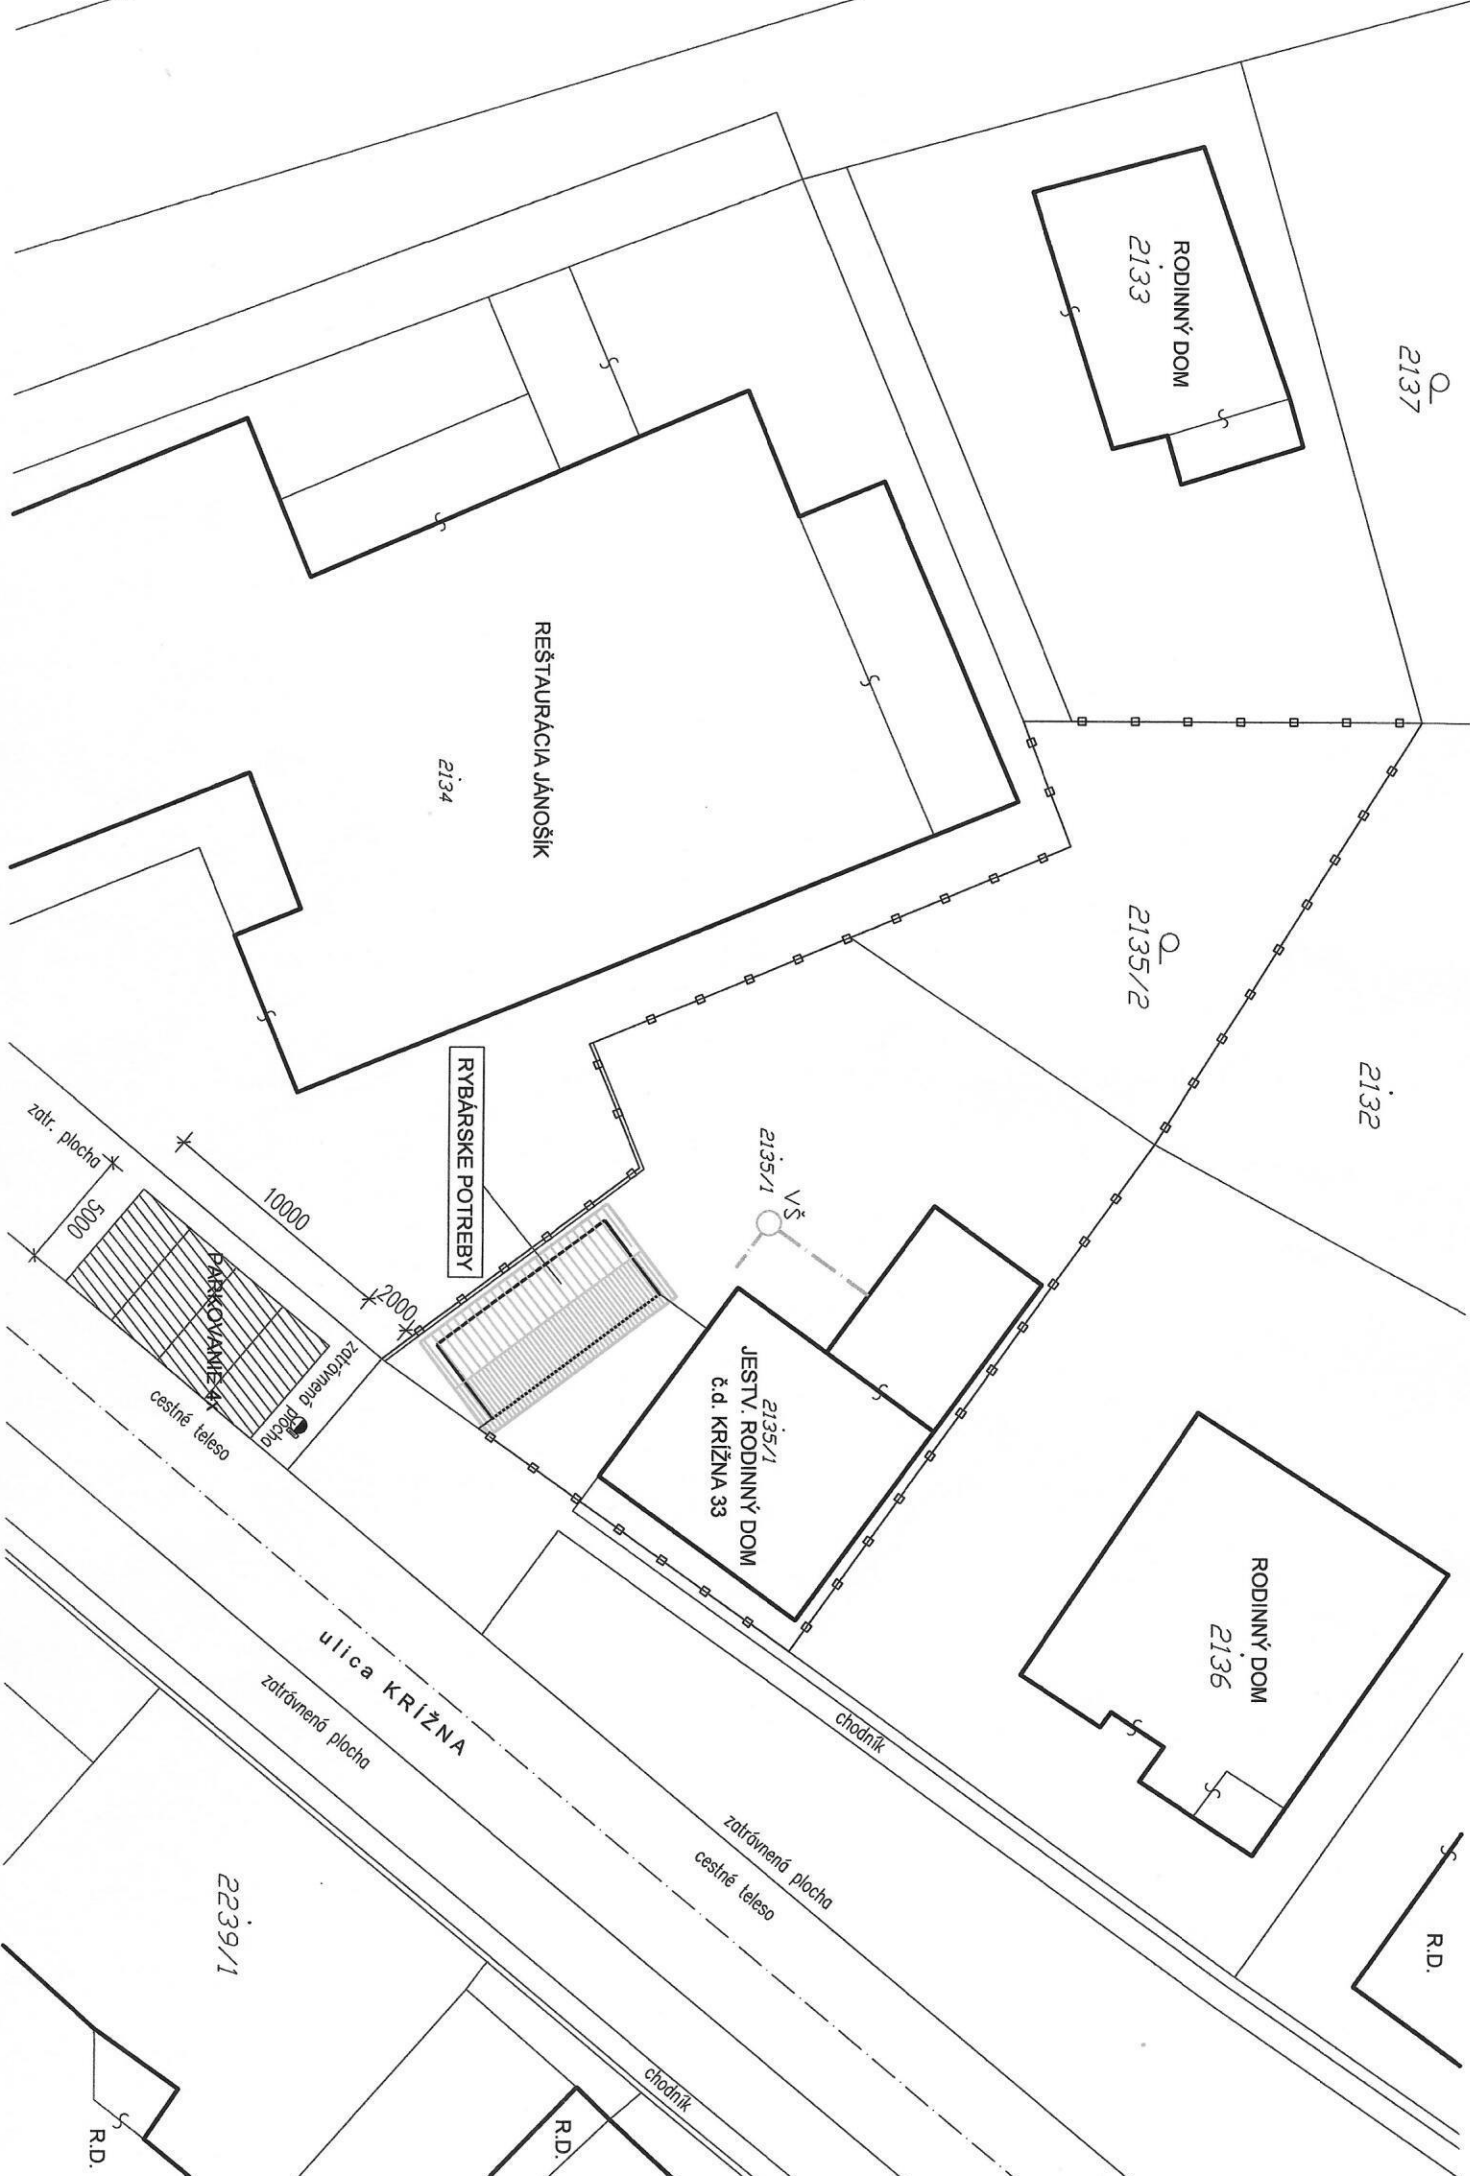 2137
RODINNÝ DOM
2133
REŠTAURÁCIA JÁNOŠÍK
2134
2135/2
2132
RYBÁRSKE POTREBY
VŠ
2135/1
2135/1
JESTV. RODINNÝ DOM
č.d. KRÍŽNA 33
RODINNÝ DOM
2136
R.D.
zatr. plocha
5000
10000
2000
PARKOVANIE 4x
zatrávnená plocha
cestné teleso
ulica KRÍŽNA
zatrávnená plocha
chodník
zatrávnená plocha
cestné teleso
2239/1
chodník
R.D.
R.D.